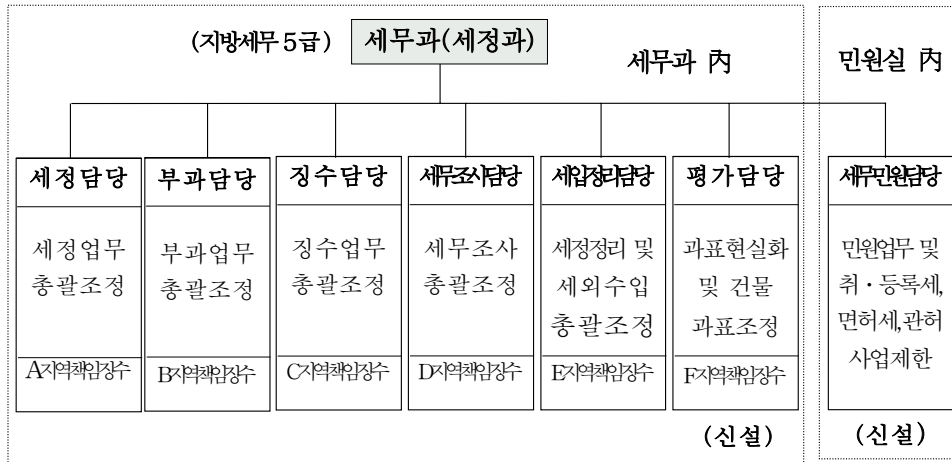 (지방세무 5급) 세무과(세정과)
세무과 內
민원실 內
세정담당
세정업무
총괄조정
A지역책임징수
부과담당
부과업무
총괄조정
B지역책임징수
징수담당
징수업무
총괄조정
C지역책임징수
세무조사담당
세무조사
총괄조정
D지역책임징수
세입정리담당
세정정리 및
세외수입
총괄조정
E지역책임징수
평가담당
과표현실화
및 건물
과표조정
F지역책임징수
(신설)
세무민원담당
민원업무 및
취·등록세,
면허세,관허
사업제한
(신설)